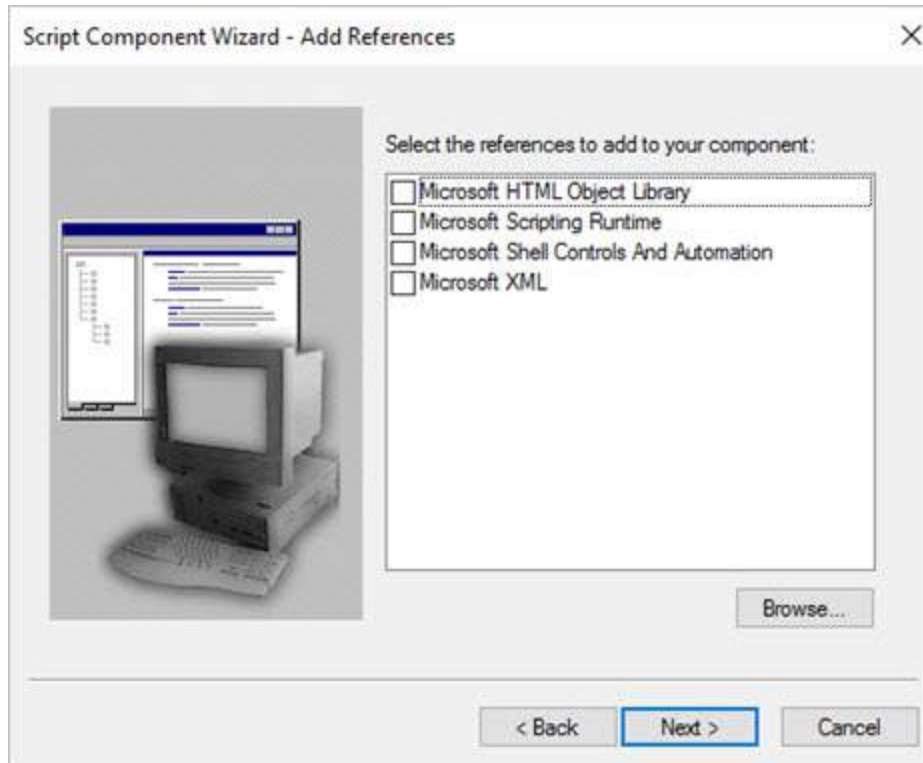 Script Component Wizard - Add References
Select the references to add to your component:
Microsoft HTML Object Library
Microsoft Scripting Runtime
Microsoft Shell Controls And Automation
Microsoft XML
Browse...
< Back
Next >
Cancel